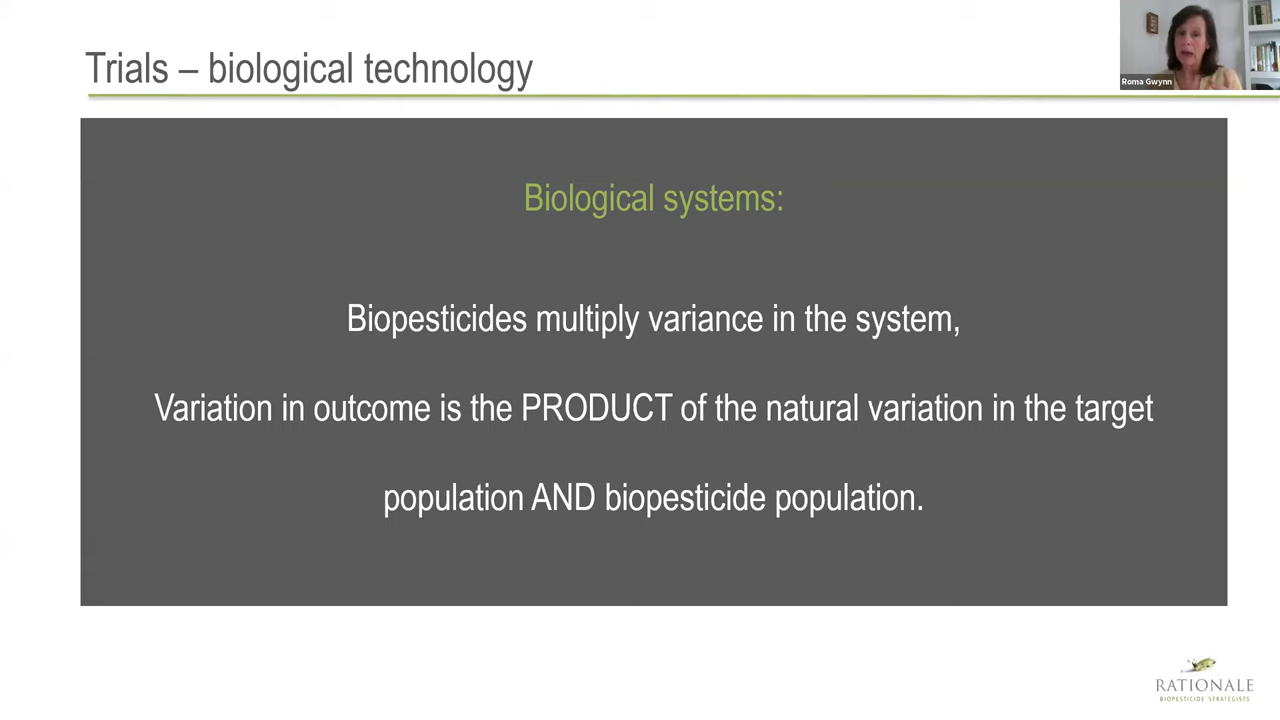 Trials – biological technology
Roma Gwynn
Biological systems:
Biopesticides multiply variance in the system,
Variation in outcome is the PRODUCT of the natural variation in the target
population AND biopesticide population.
RATIONALE
BIOPESTICIDE STRATEGISTS